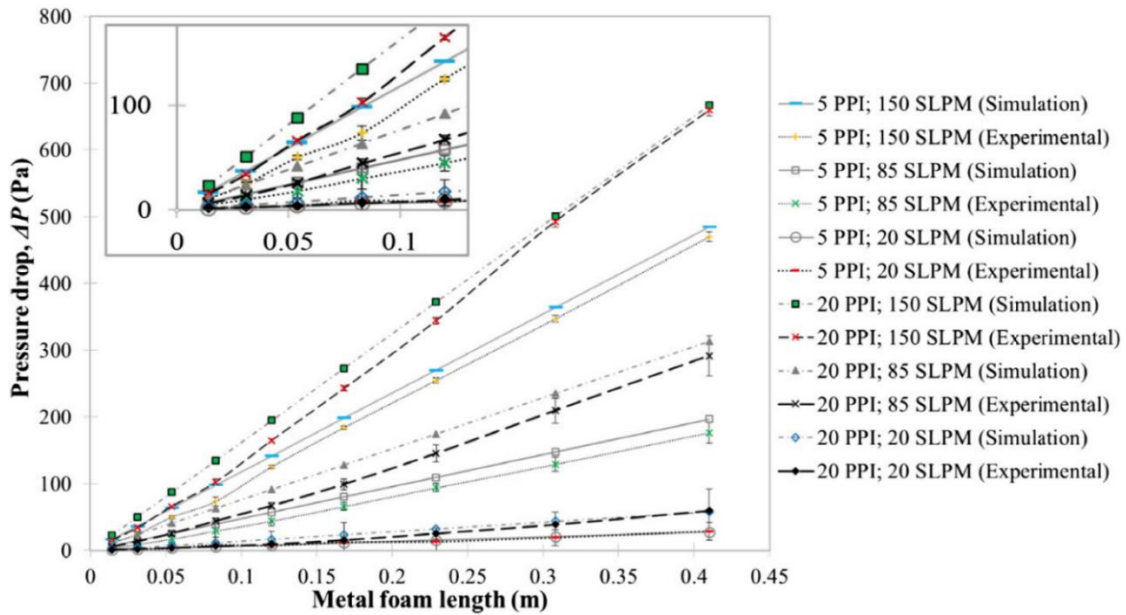 800
700
600
500
400
300
200
100
0
Pressure drop, ΔP (Pa)
100
0
0
0.05
0.1
0
0.05
0.1
0.15
0.2
0.25
0.3
0.35
0.4
0.45
Metal foam length (m)
5 PPI; 150 SLPM (Simulation)
5 PPI; 150 SLPM (Experimental)
5 PPI; 85 SLPM (Simulation)
5 PPI; 85 SLPM (Experimental)
5 PPI; 20 SLPM (Simulation)
5 PPI; 20 SLPM (Experimental)
20 PPI; 150 SLPM (Simulation)
20 PPI; 150 SLPM (Experimental)
20 PPI; 85 SLPM (Simulation)
20 PPI; 85 SLPM (Experimental)
20 PPI; 20 SLPM (Simulation)
20 PPI; 20 SLPM (Experimental)